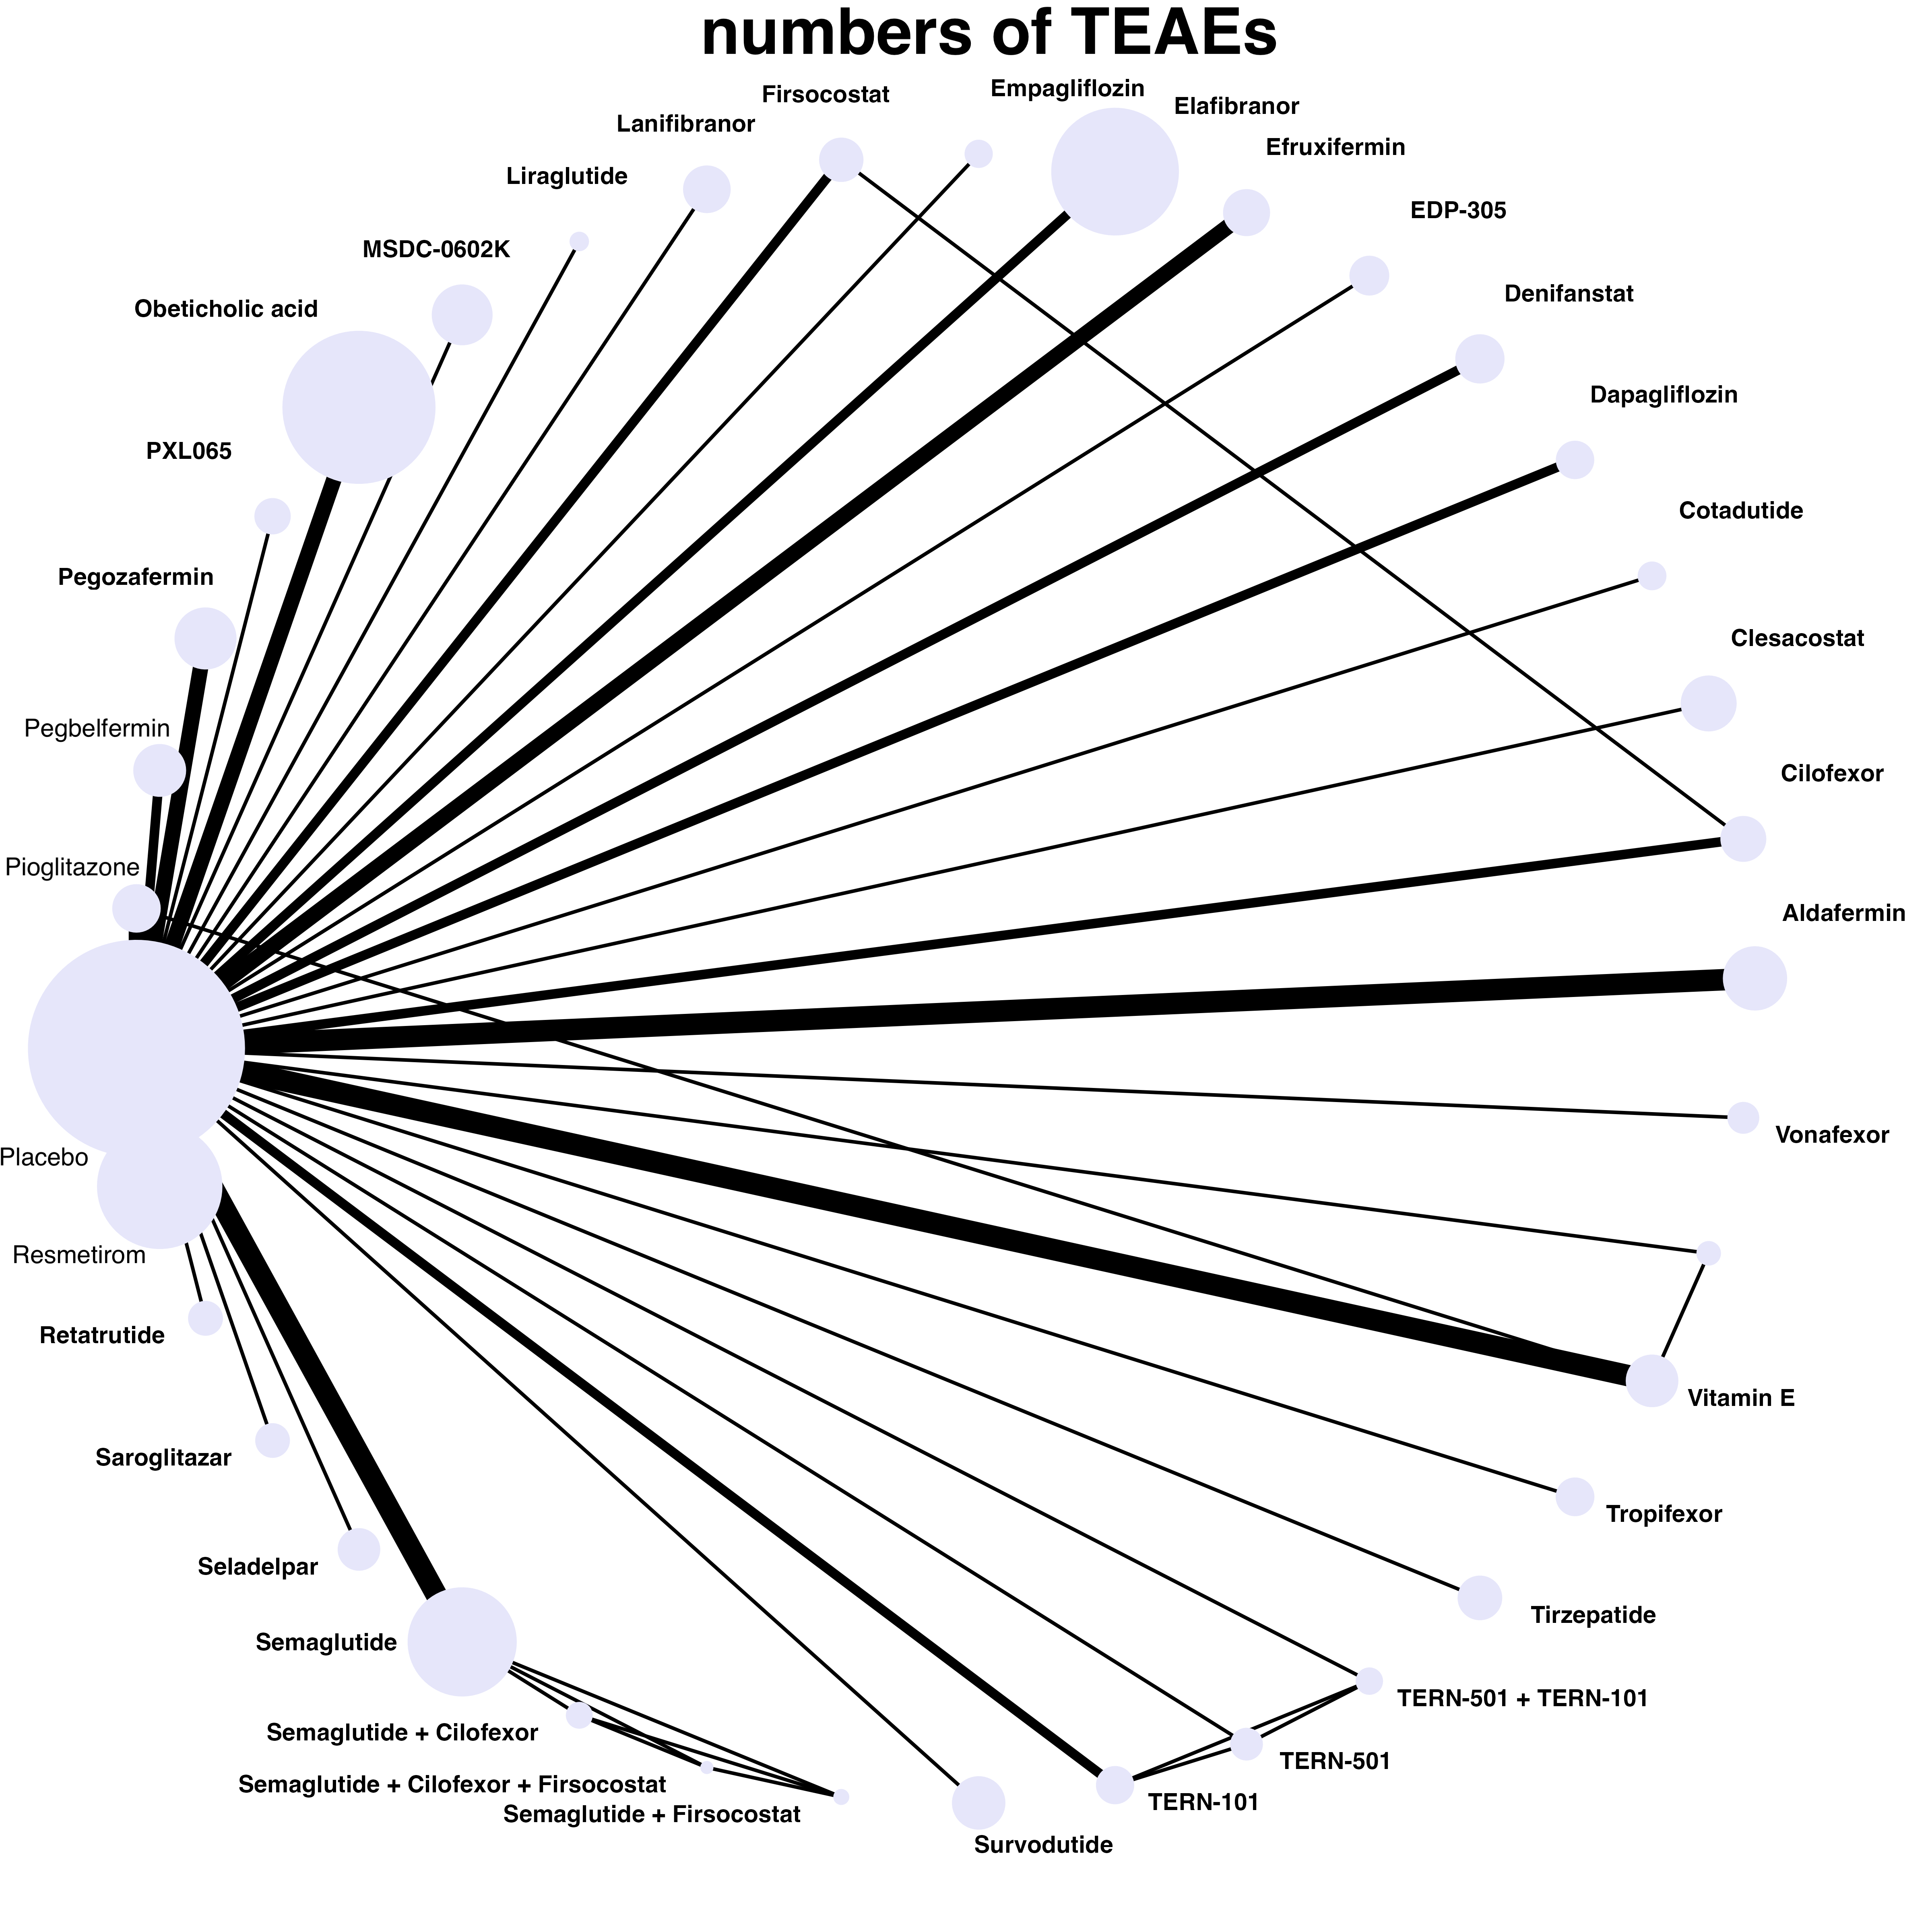 numbers of TEAEs
Empagliflozin
Firsocostat
Elafibranor
Lanifibranor
Efruxifermin
Liraglutide
EDP-305
MSDC-0602K
Denifanstat
Obeticholic acid
Dapagliflozin
PXL065
Cotadutide
Pegozafermin
Clesacostat
Pegbelfermin
Cilofexor
Pioglitazone
Aldafermin
Vonafexor
Placebo
Resmetirom
Retatrutide
Vitamin E
Saroglitazar
Tropifexor
Seladelpar
Tirzepatide
Semaglutide
TERN-501 + TERN-101
Semaglutide + Cilofexor
TERN-501
Semaglutide + Cilofexor + Firsocostat
TERN-101
Semaglutide + Firsocostat
Survodutide